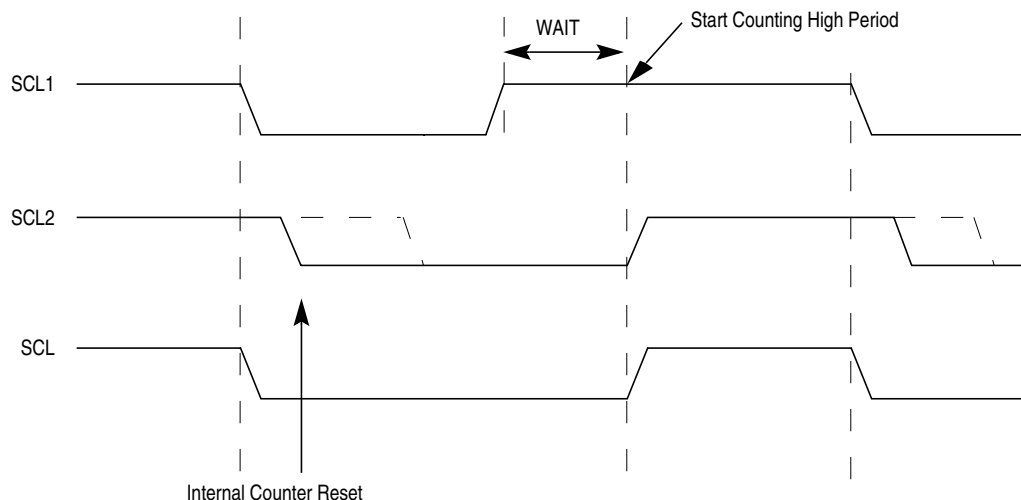 WAIT
Start Counting High Period
SCL1
SCL2
SCL
Internal Counter Reset